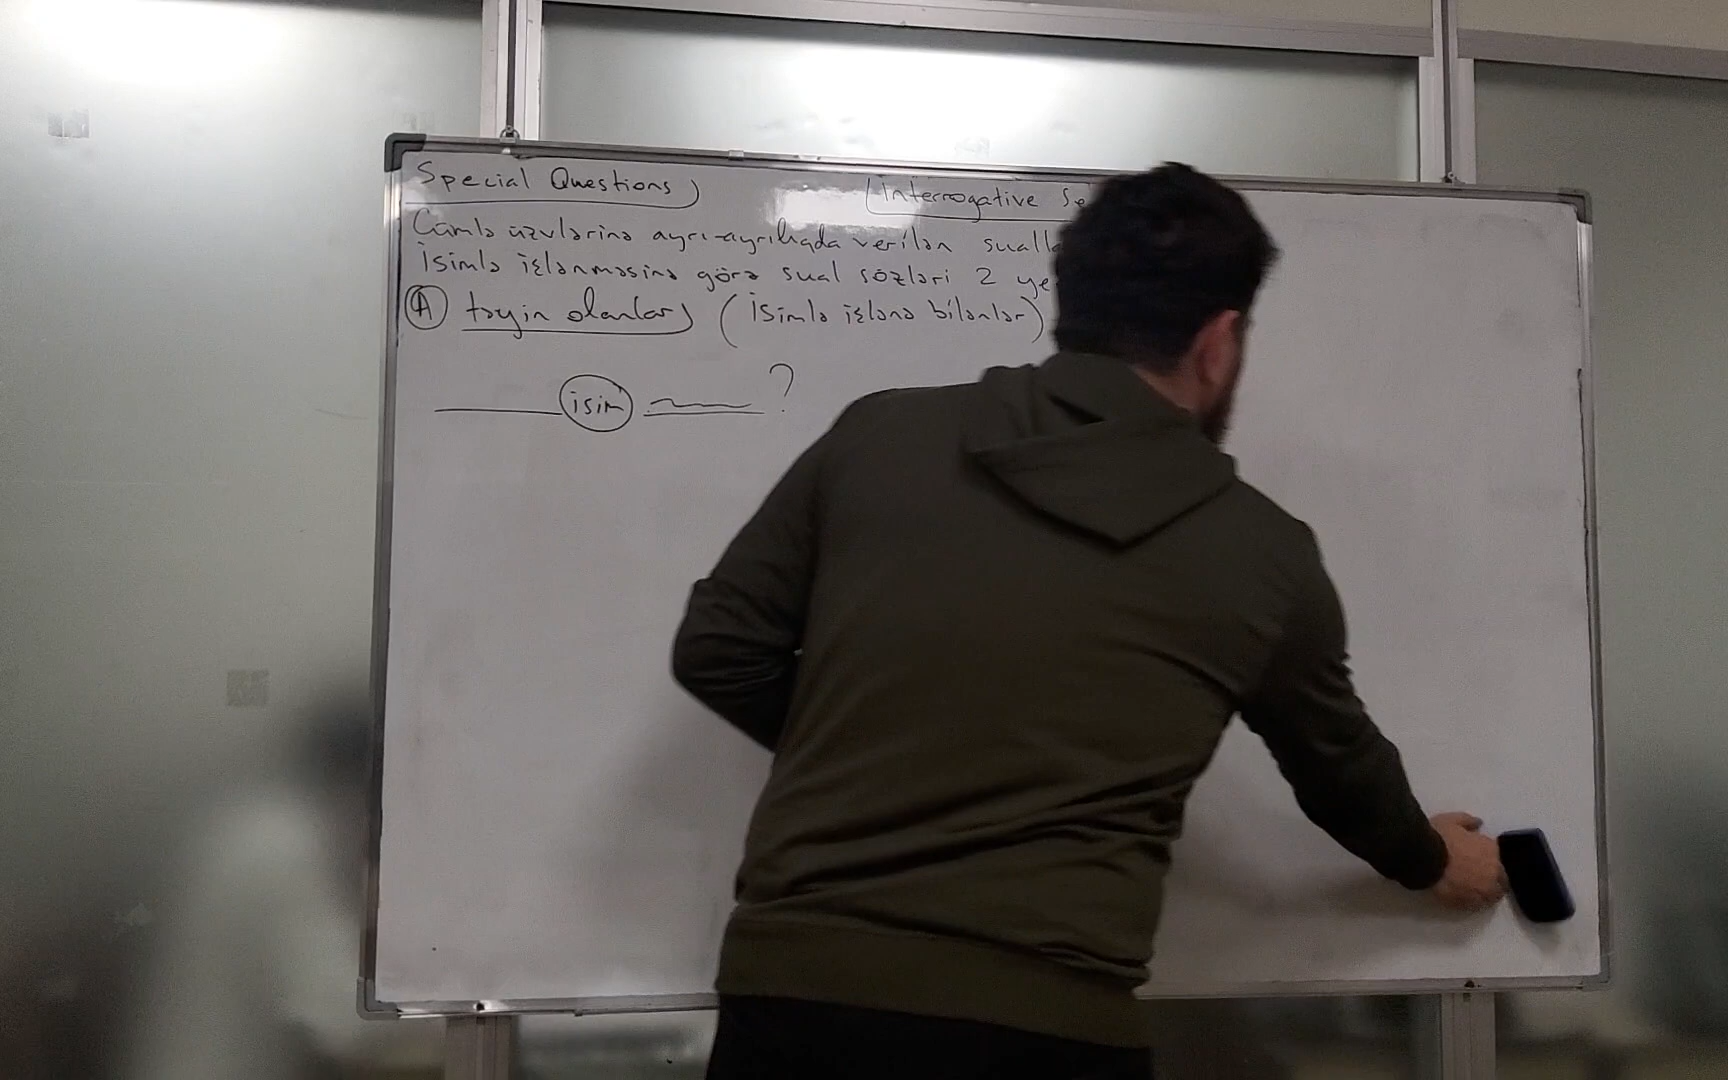 Special Questions
(Interrogative Se
Cümlə üzvlərinə ayrı-ayrılıqda verilən sualla
İsimlə işlənməsinə görə sual sözləri 2 ye
(A) təyin olanlar (İsimlə işlənə bilənlər)
isim ?